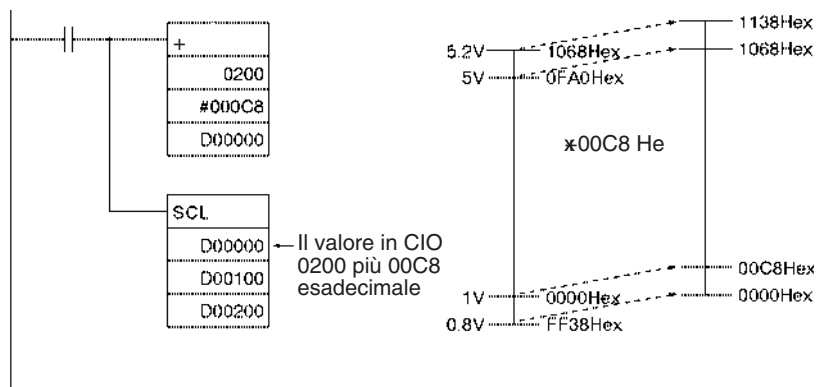 +
0200
#000C8
D00000
SCL
D00000
D00100
D00200
Il valore in CIO
0200 più 00C8
esadecimale
5.2V
1068Hex
5V
0FA0Hex
1V
0000Hex
0.8V
FF38Hex
00C8 He
1138Hex
1068Hex
00C8Hex
0000Hex